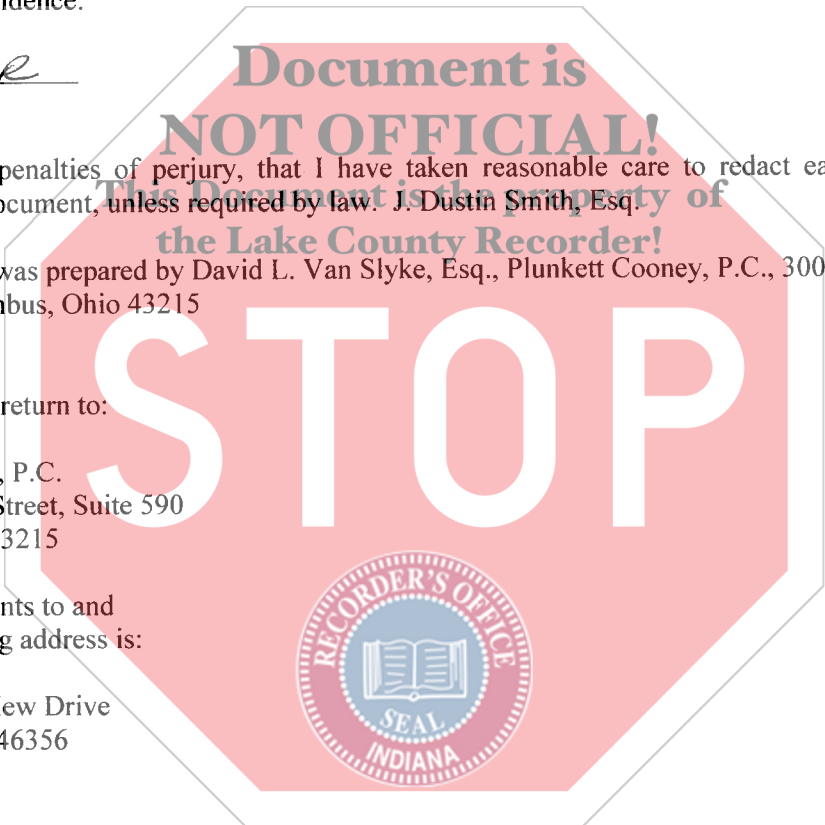 idence.
Document is
NOT OFFICIAL!
penalties of perjury, that I have taken reasonable care to redact ea
This Document is the property of
ocument, unless required by law. J. Dustin Smith, Esq.
the Lake County Recorder!
was prepared by David L. Van Slyke, Esq., Plunkett Cooney, P.C., 300
nbus, Ohio 43215
STOP
return to:
, P.C.
Street, Suite 590
3215
RECORDER'S OFFICE
nts to and
g address is:
SEAL
INDIANA
iew Drive
46356